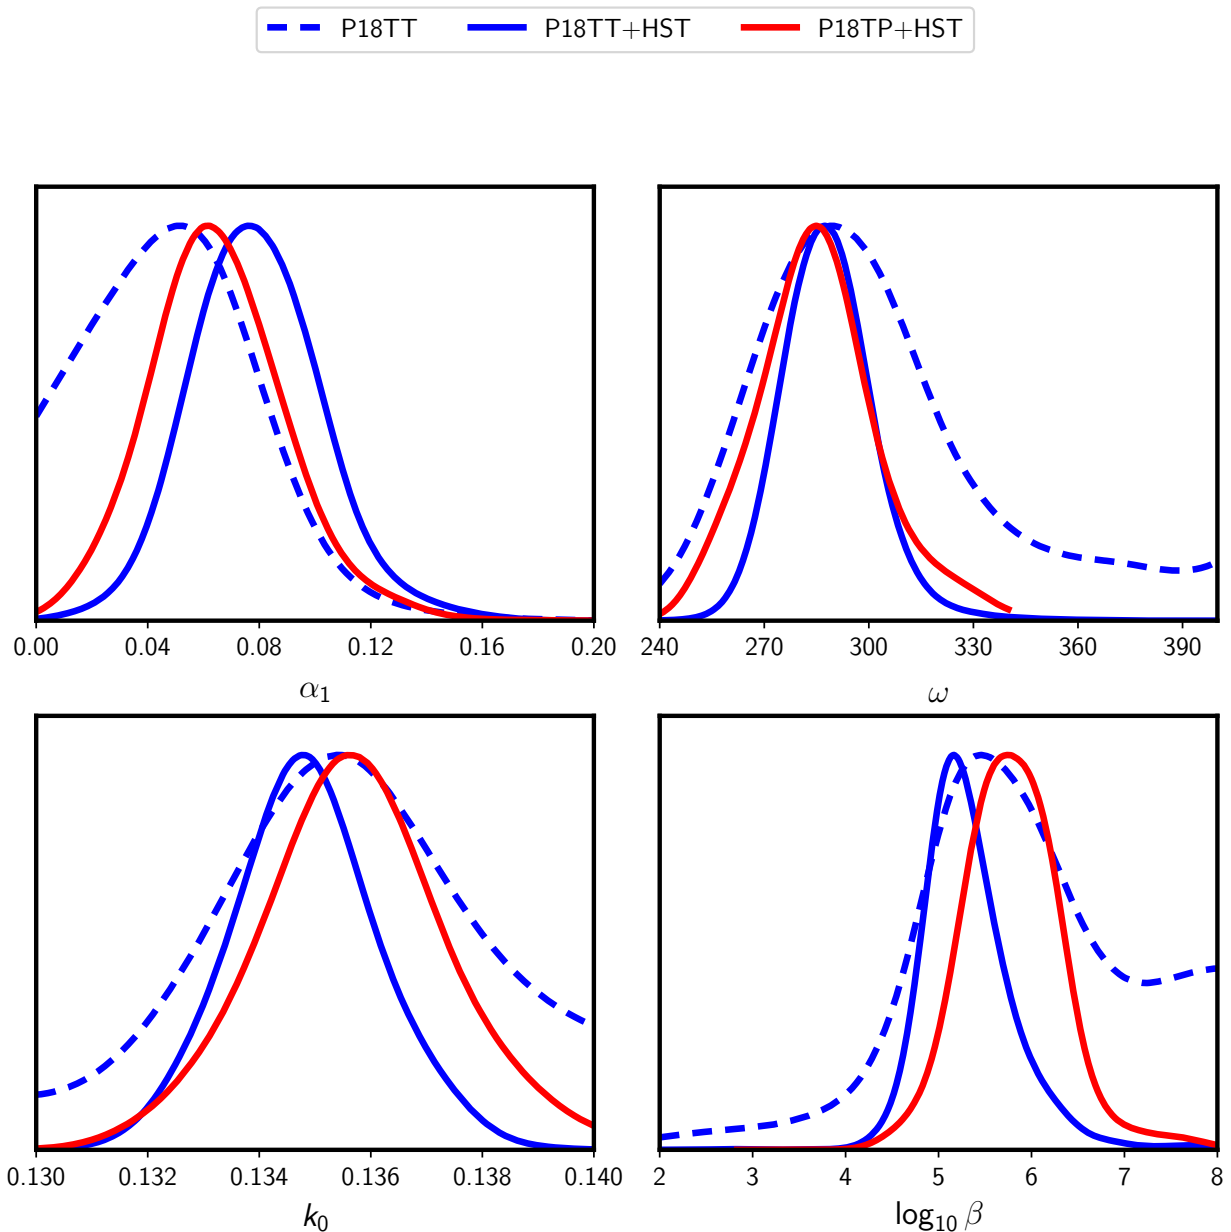 P18TT P18TT+HST P18TP+HST
0.00 0.04 0.08 0.12 0.16 0.20
α₁
240 270 300 330 360 390
ω
0.130 0.132 0.134 0.136 0.138 0.140
k₀
2 3 4 5 6 7 8
log₁₀ β